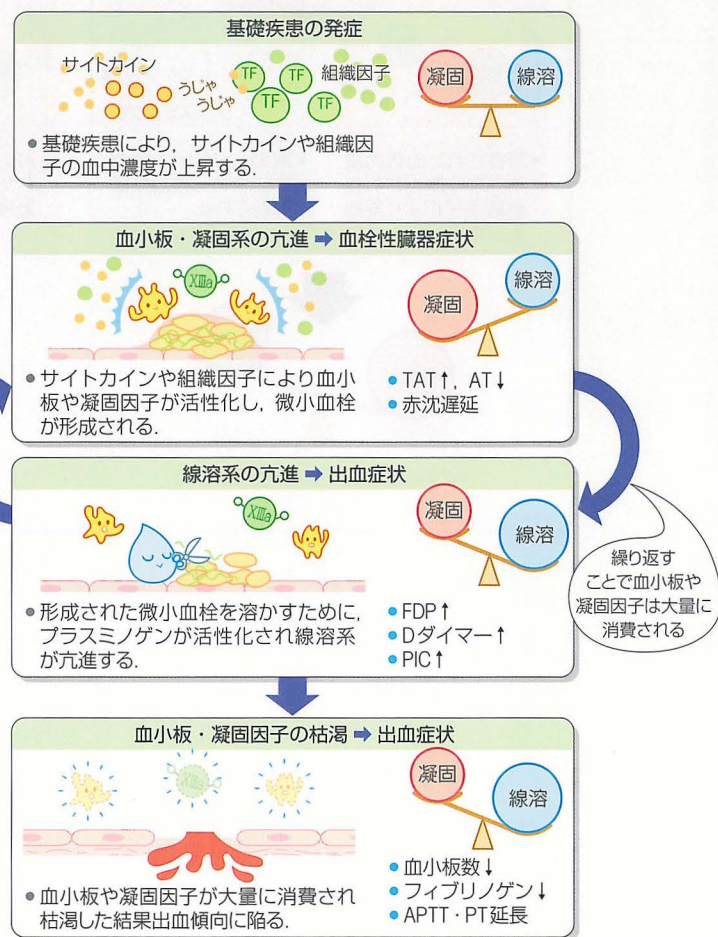 基礎疾患の発症
サイトカイン
うじゃ
うじゃ
TF
TF
TF
TF
組織因子
凝固
線溶
● 基礎疾患により，サイトカインや組織因
子の血中濃度が上昇する．
血小板・凝固系の亢進 ➡ 血栓性臓器症状
XⅢa
凝固
線溶
● サイトカインや組織因子により血小
板や凝固因子が活性化し，微小血栓
が形成される．
● TAT↑，AT↓
● 赤沈遅延
線溶系の亢進 ➡ 出血症状
XⅢa
凝固
線溶
● 形成された微小血栓を溶かすために，
プラスミノゲンが活性化され線溶系
が亢進する．
● FDP↑
● Dダイマー↑
● PIC↑
繰り返す
ことで血小板や
凝固因子は大量に
消費される
血小板・凝固因子の枯渇 ➡ 出血症状
XⅢa
凝固
線溶
● 血小板や凝固因子が大量に消費され
枯渇した結果出血傾向に陥る．
● 血小板数↓
● フィブリノゲン↓
● APTT・PT延長